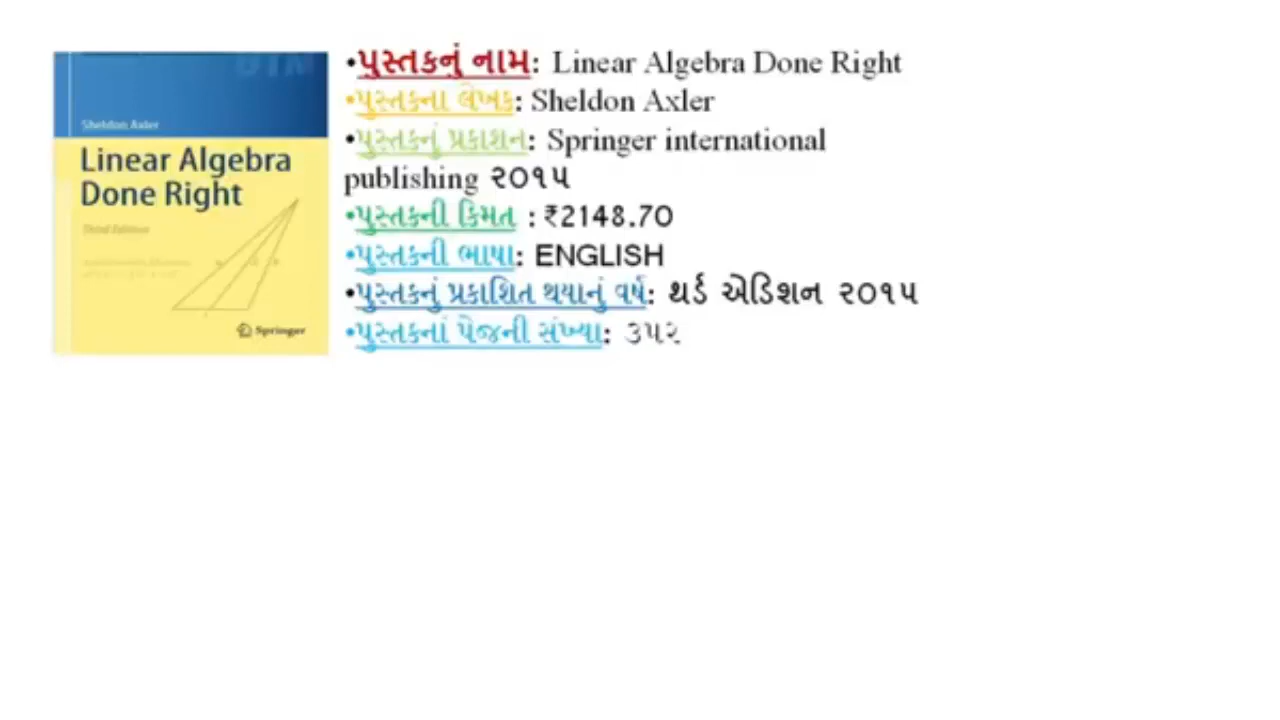 UTM
Sheldon Axler
Linear Algebra
Done Right
Third Edition
Springer
•પુસ્તકનું નામ: Linear Algebra Done Right
•પુસ્તકના લેખક: Sheldon Axler
•પુસ્તકનું પ્રકાશન: Springer international
publishing ૨૦૧૫
•પુસ્તકની કિંમત : ₹2148.70
•પુસ્તકની ભાષા: ENGLISH
•પુસ્તકનું પ્રકાશિત થયાનું વર્ષ: થર્ડ એડિશન ૨૦૧૫
•પુસ્તકનાં પેજની સંખ્યા: ૩૫૨